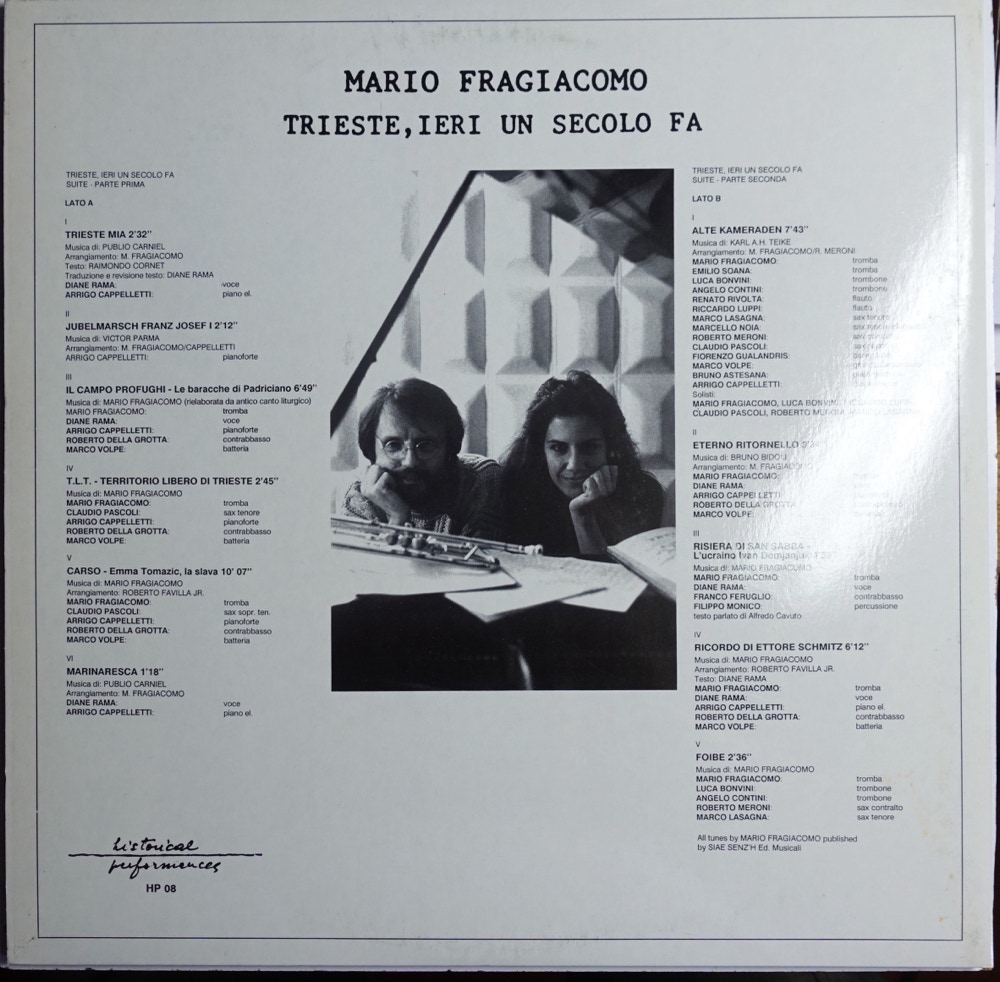 MARIO FRAGIACOMO
TRIESTE, IERI UN SECOLO FA
TRIESTE, IERI UN SECOLO FA
SUITE - PARTE PRIMA
LATO A
I
TRIESTE MIA 2'32"
Musica di: PUBLIO CARNIEL
Arrangiamento: M. FRAGIACOMO
Testo: RAIMONDO CORNET
Traduzione e revisione testo: DIANE RAMA
DIANE RAMA: voce
ARRIGO CAPPELLETTI: piano el.
II
JUBELMARSCH FRANZ JOSEF I 2'12"
Musica di: VICTOR PARMA
Arrangiamento: M. FRAGIACOMO/CAPPELLETTI
ARRIGO CAPPELLETTI: pianoforte
III
IL CAMPO PROFUGHI - Le baracche di Padriciano 6'49"
Musica di: MARIO FRAGIACOMO (rielaborata da antico canto liturgico)
MARIO FRAGIACOMO: tromba
DIANE RAMA: voce
ARRIGO CAPPELLETTI: pianoforte
ROBERTO DELLA GROTTA: contrabbasso
MARCO VOLPE: batteria
IV
T.L.T. - TERRITORIO LIBERO DI TRIESTE 2'45"
Musica di: MARIO FRAGIACOMO
MARIO FRAGIACOMO: tromba
CLAUDIO PASCOLI: sax tenore
ARRIGO CAPPELLETTI: pianoforte
ROBERTO DELLA GROTTA: contrabbasso
MARCO VOLPE: batteria
V
CARSO - Emma Tomazic, la slava 10' 07"
Musica di: MARIO FRAGIACOMO
Arrangiamento: ROBERTO FAVILLA JR.
MARIO FRAGIACOMO: tromba
CLAUDIO PASCOLI: sax sopr. ten.
ARRIGO CAPPELLETTI: pianoforte
ROBERTO DELLA GROTTA: contrabbasso
MARCO VOLPE: batteria
VI
MARINARESCA 1'18"
Musica di: PUBLIO CARNIEL
Arrangiamento: M. FRAGIACOMO
DIANE RAMA: voce
ARRIGO CAPPELLETTI: piano el.
historical
performances
HP 08
TRIESTE, IERI UN SECOLO FA
SUITE - PARTE SECONDA
LATO B
I
ALTE KAMERADEN 7'43"
Musica di: KARL A.H. TEIKE
Arrangiamento: M. FRAGIACOMO/R. MERONI
MARIO FRAGIACOMO: tromba
EMILIO SOANA: tromba
LUCA BONVINI: trombone
ANGELO CONTINI: trombone
RENATO RIVOLTA: flauto
RICCARDO LUPPI: flauto
MARCO LASAGNA: sax tenore
MARCELLO NOIA: sax
ROBERTO MERONI:
CLAUDIO PASCOLI:
FIORENZO GUALANDRIS:
MARCO VOLPE:
BRUNO ASTESANA:
ARRIGO CAPPELLETTI:
Solisti:
MARIO FRAGIACOMO, LUCA BONVINI,
CLAUDIO PASCOLI, ROBERTO MERONI,
II
ETERNO RITORNELLO
Musica di: BRUNO BIDOLI
Arrangiamento: M. FRAGIACOMO
MARIO FRAGIACOMO:
DIANE RAMA:
ARRIGO CAPPELLETTI:
ROBERTO DELLA GROTTA:
MARCO VOLPE:
III
RISIERA DI SAN SABBA -
L'ucraino Ivan Demjanjuk
Musica di: MARIO FRAGIACOMO
MARIO FRAGIACOMO: tromba
DIANE RAMA: voce
FRANCO FERUGLIO: contrabbasso
FILIPPO MONICO: percussione
testo parlato di Alfredo Cavuto
IV
RICORDO DI ETTORE SCHMITZ 6'12"
Musica di: MARIO FRAGIACOMO
Arrangiamento: ROBERTO FAVILLA JR.
Testo: DIANE RAMA
MARIO FRAGIACOMO: tromba
DIANE RAMA: voce
ARRIGO CAPPELLETTI: piano el.
ROBERTO DELLA GROTTA: contrabbasso
MARCO VOLPE: batteria
V
FOIBE 2'36"
Musica di: MARIO FRAGIACOMO
MARIO FRAGIACOMO: tromba
LUCA BONVINI: trombone
ANGELO CONTINI: trombone
ROBERTO MERONI: sax contralto
MARCO LASAGNA: sax tenore
All tunes by MARIO FRAGIACOMO published
by SIAE SENZ'H Ed. Musicali